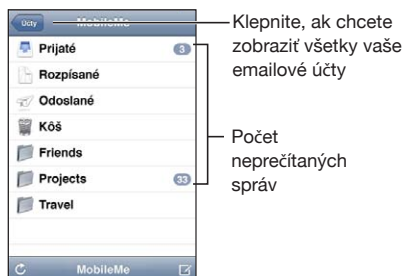 Účty
MobileMe
Prijaté 3
Rozpísané
Odoslané
Kôš
Friends
Projects 33
Travel
MobileMe
Klepnite, ak chcete
zobraziť všetky vaše
emailové účty
Počet
neprečítaných
správ